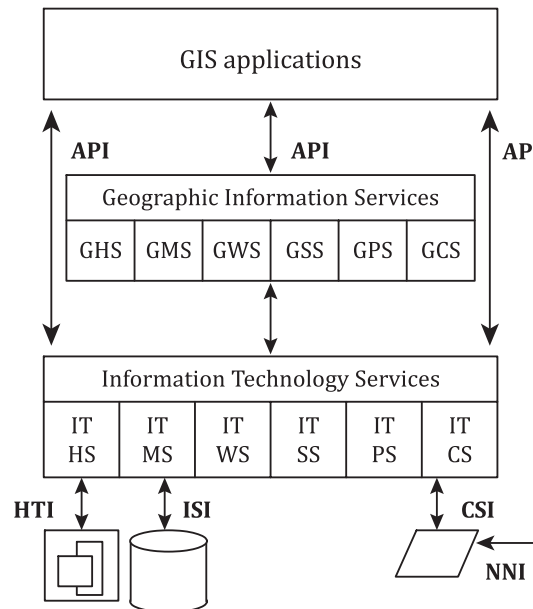 GIS applications
API
API
AP
Geographic Information Services
GHS GMS GWS GSS GPS GCS
Information Technology Services
IT IT IT IT IT IT
HS MS WS SS PS CS
HTI ISI CSI
NNI